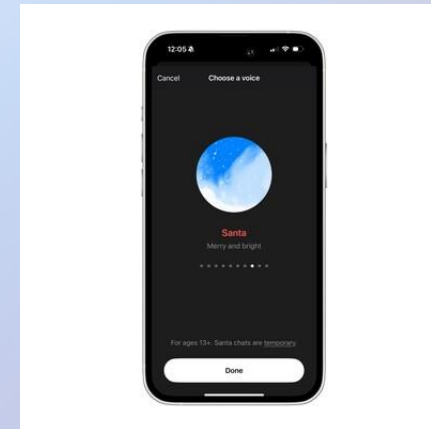 12:05
Cancel
Choose a voice
Santa
Merry and bright
For ages 13+. Santa chats are temporary.
Done